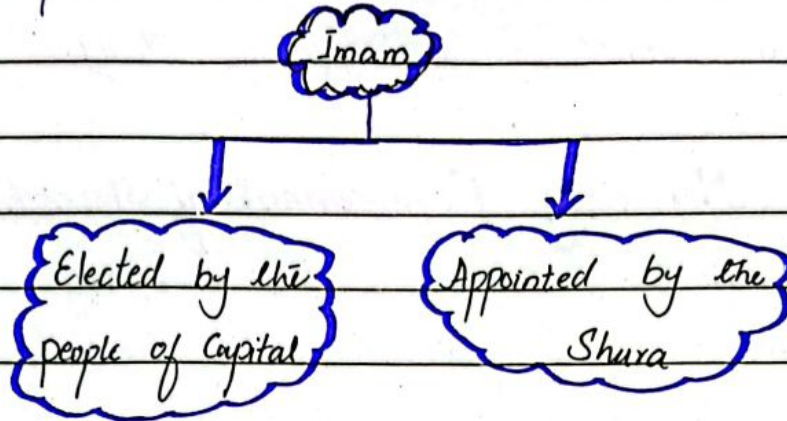 Imam
Elected by the
people of Capital
Appointed by the
Shura